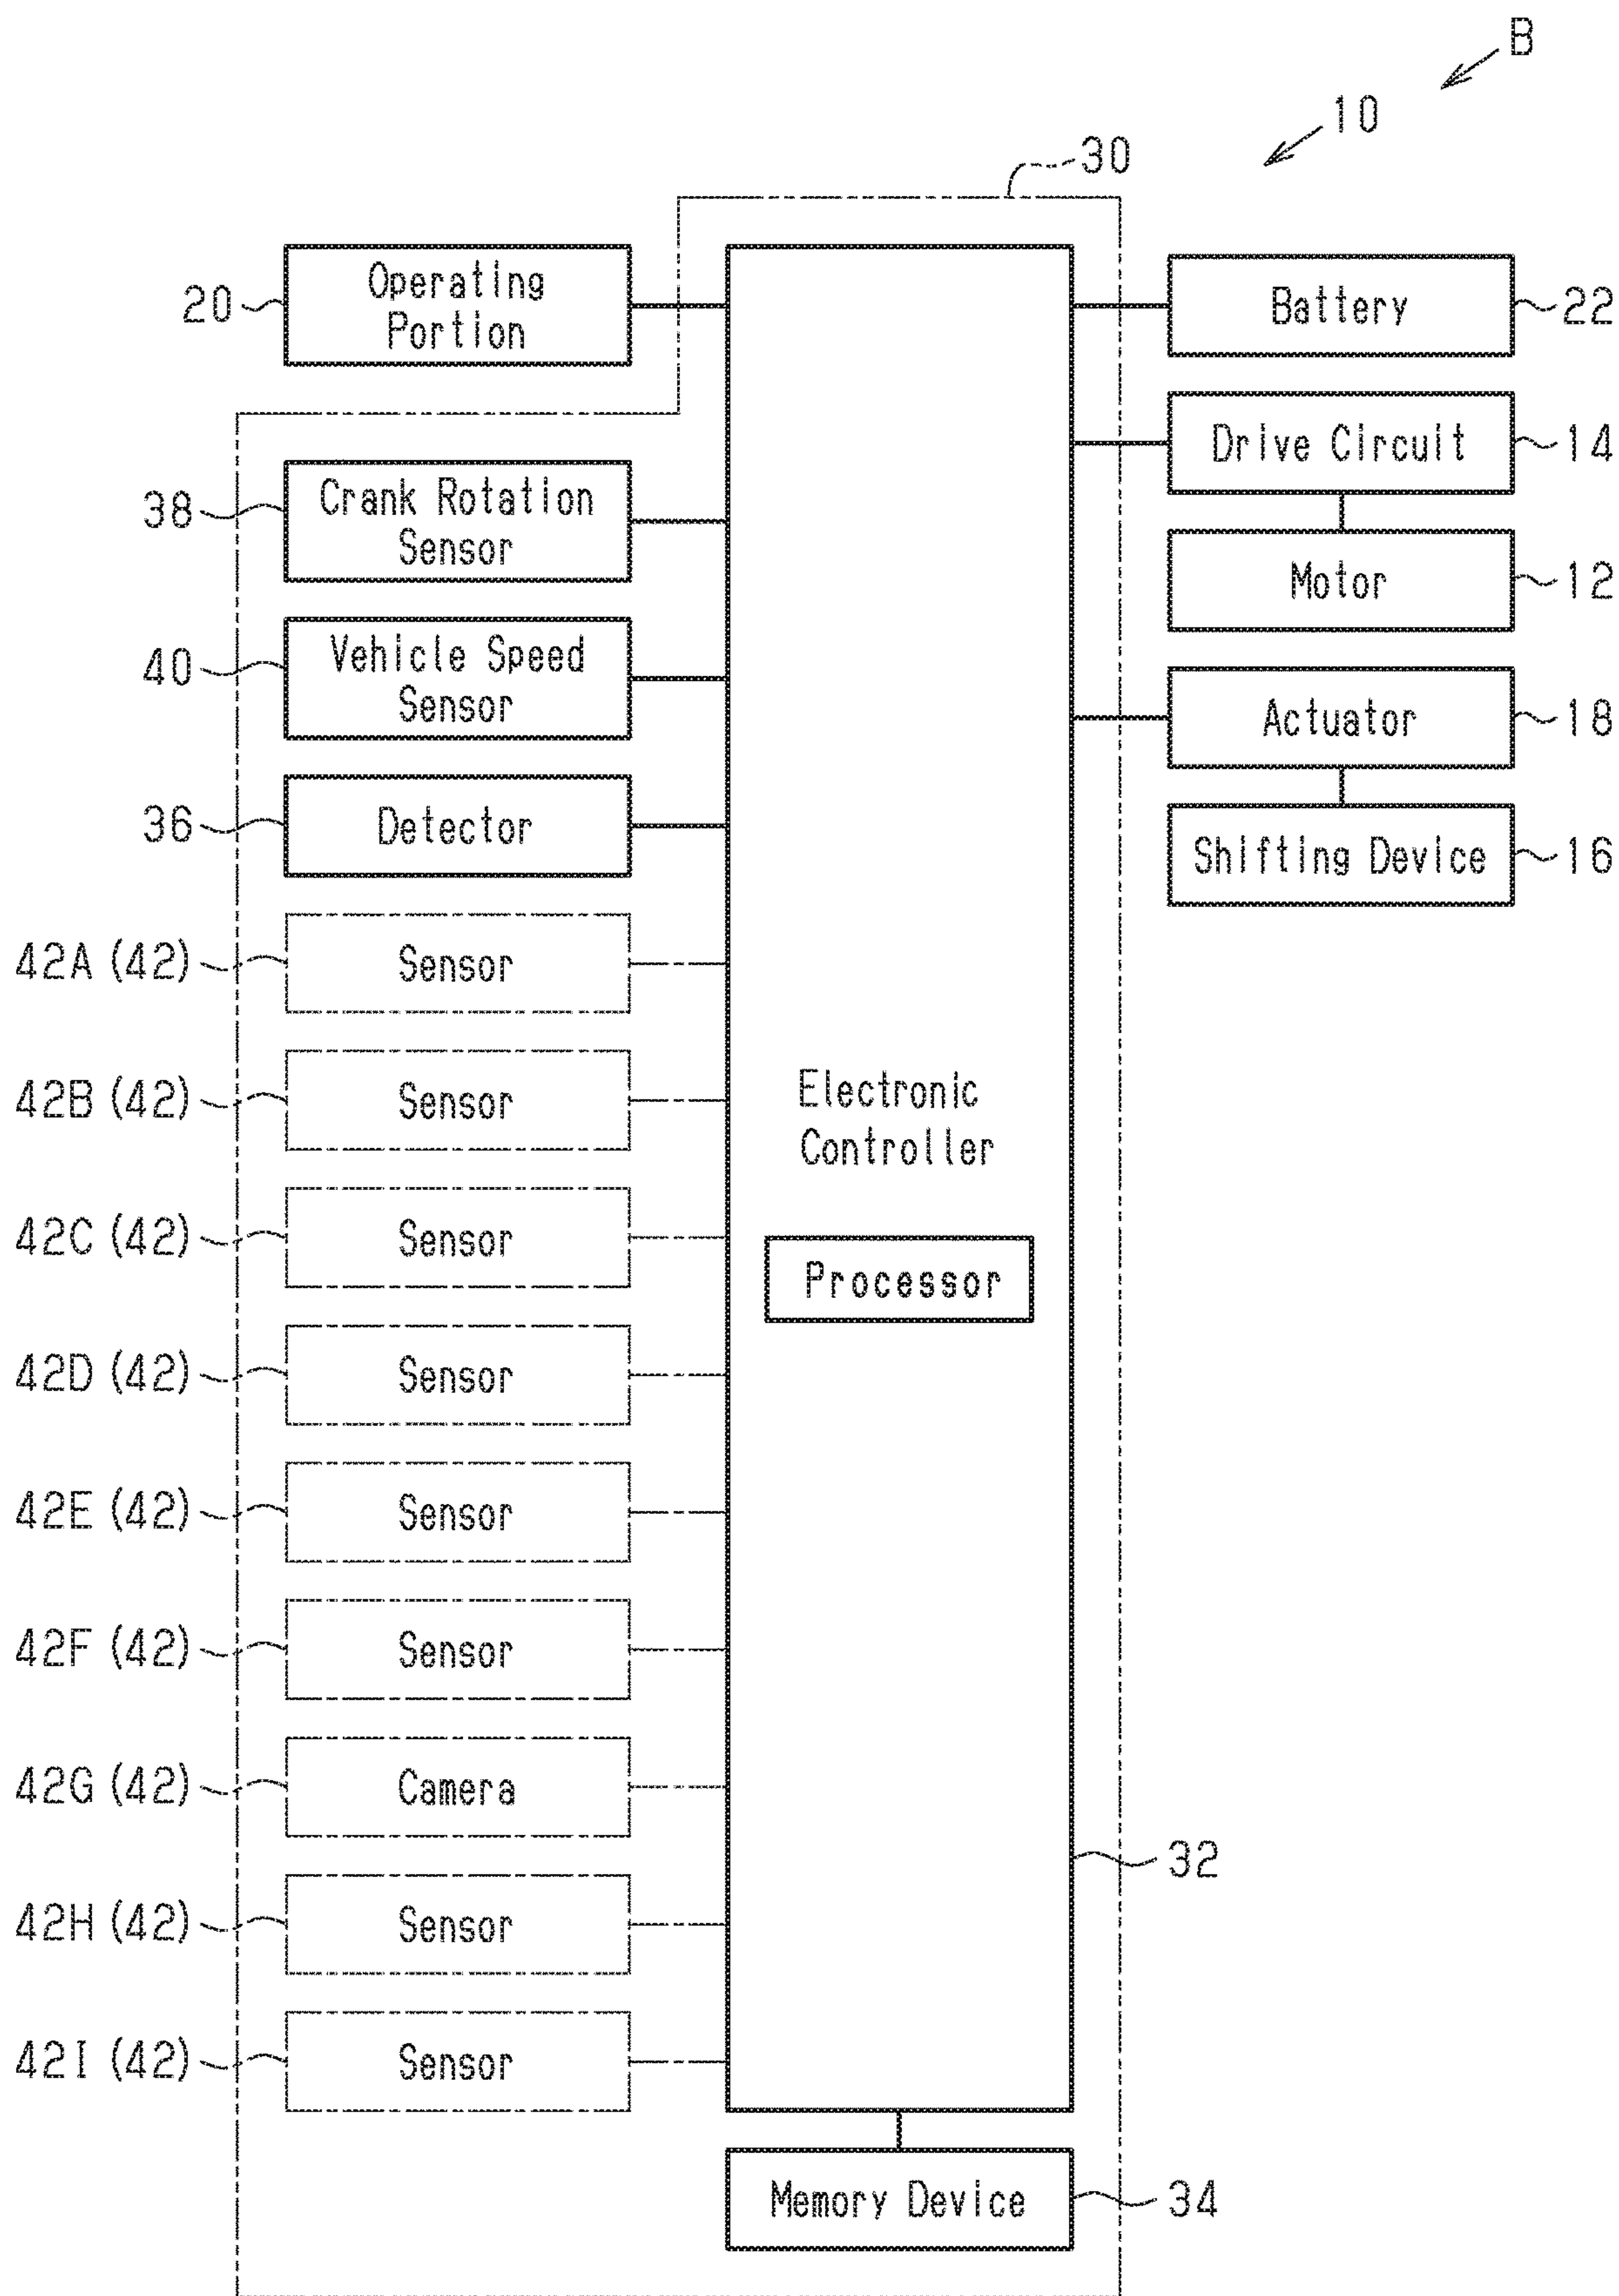 B
10
30
20
Operating
Portion
Battery
22
Drive Circuit
14
38
Crank Rotation
Sensor
Motor
12
40
Vehicle Speed
Sensor
Actuator
18
36
Detector
Shifting Device
16
42A (42)
Sensor
42B (42)
Sensor
Electronic
Controller
42C (42)
Sensor
Processor
42D (42)
Sensor
42E (42)
Sensor
42F (42)
Sensor
42G (42)
Camera
32
42H (42)
Sensor
42I (42)
Sensor
Memory Device
34